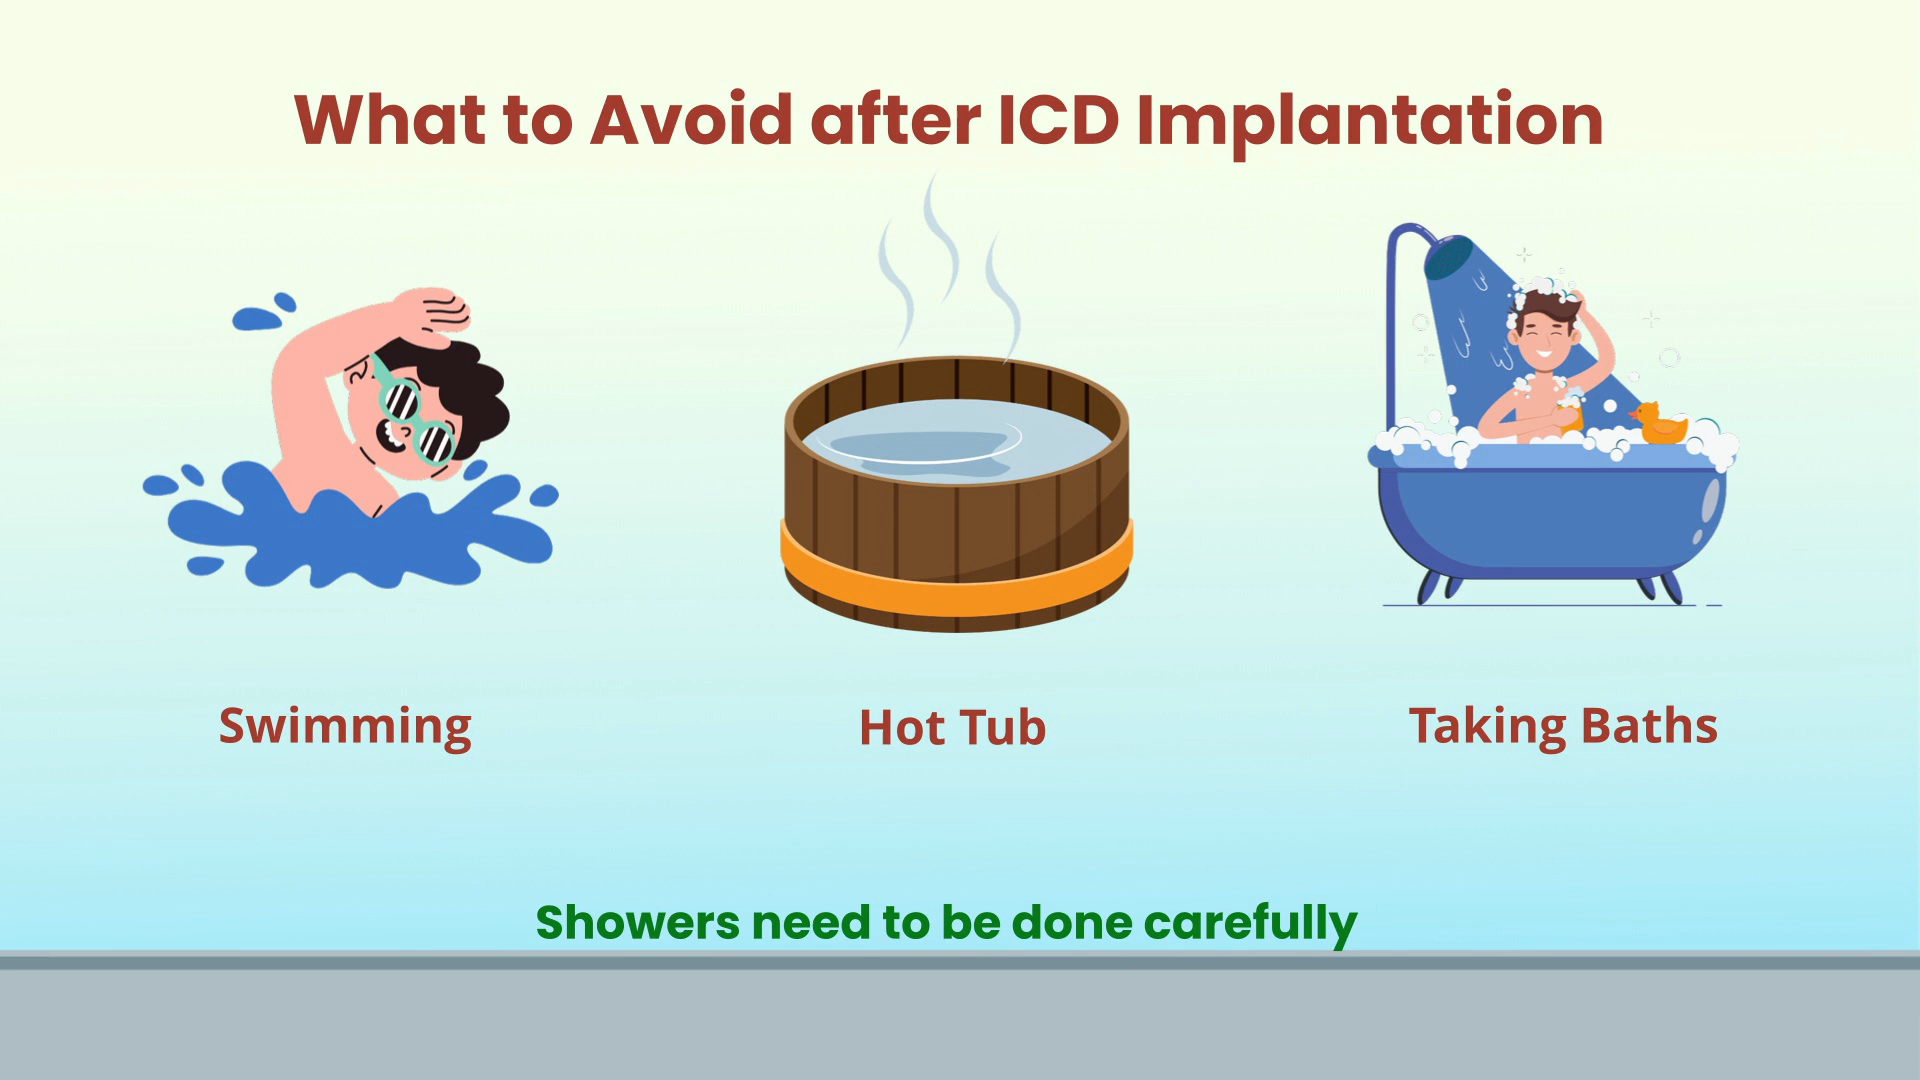 What to Avoid after ICD Implantation
Swimming
Hot Tub
Taking Baths
Showers need to be done carefully